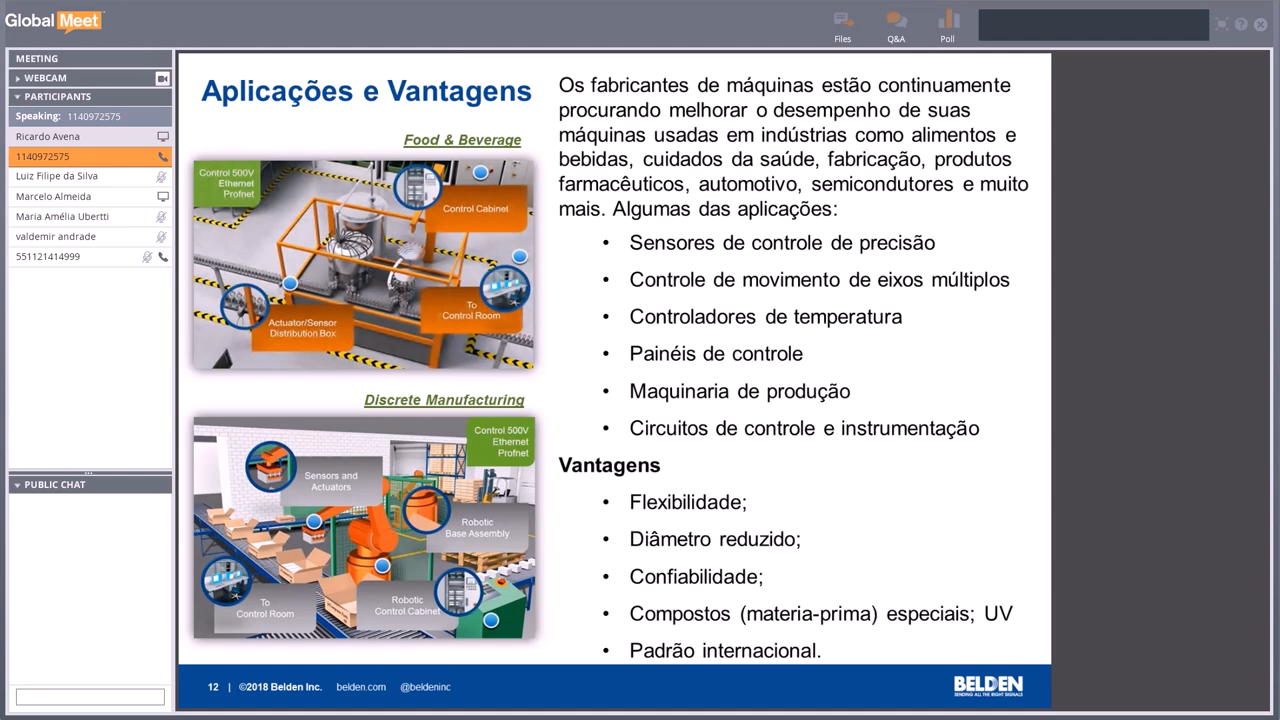 Global Meet
Files
Q&A
Poll
MEETING
WEBCAM
PARTICIPANTS
Speaking: 1140972575
Ricardo Avena
1140972575
Luiz Filipe da Silva
Marcelo Almeida
Maria Amélia Ubertti
valdemir andrade
551121414999
PUBLIC CHAT
Aplicações e Vantagens
Food & Beverage
Control 500V
Ethernet
Profnet
Control Cabinet
To
Control Room
Actuator/Sensor
Distribution Box
Discrete Manufacturing
Control 500V
Ethernet
Profnet
Sensors and
Actuators
Robotic
Base Assembly
To
Control Room
Robotic
Control Cabinet
Os fabricantes de máquinas estão continuamente
procurando melhorar o desempenho de suas
máquinas usadas em indústrias como alimentos e
bebidas, cuidados da saúde, fabricação, produtos
farmacêuticos, automotivo, semicondutores e muito
mais. Algumas das aplicações:
• Sensores de controle de precisão
• Controle de movimento de eixos múltiplos
• Controladores de temperatura
• Painéis de controle
• Maquinaria de produção
• Circuitos de controle e instrumentação
Vantagens
• Flexibilidade;
• Diâmetro reduzido;
• Confiabilidade;
• Compostos (materia-prima) especiais; UV
• Padrão internacional.
12 | ©2018 Belden Inc. belden.com @beldeninc
BELDEN
SENDING ALL THE RIGHT SIGNALS